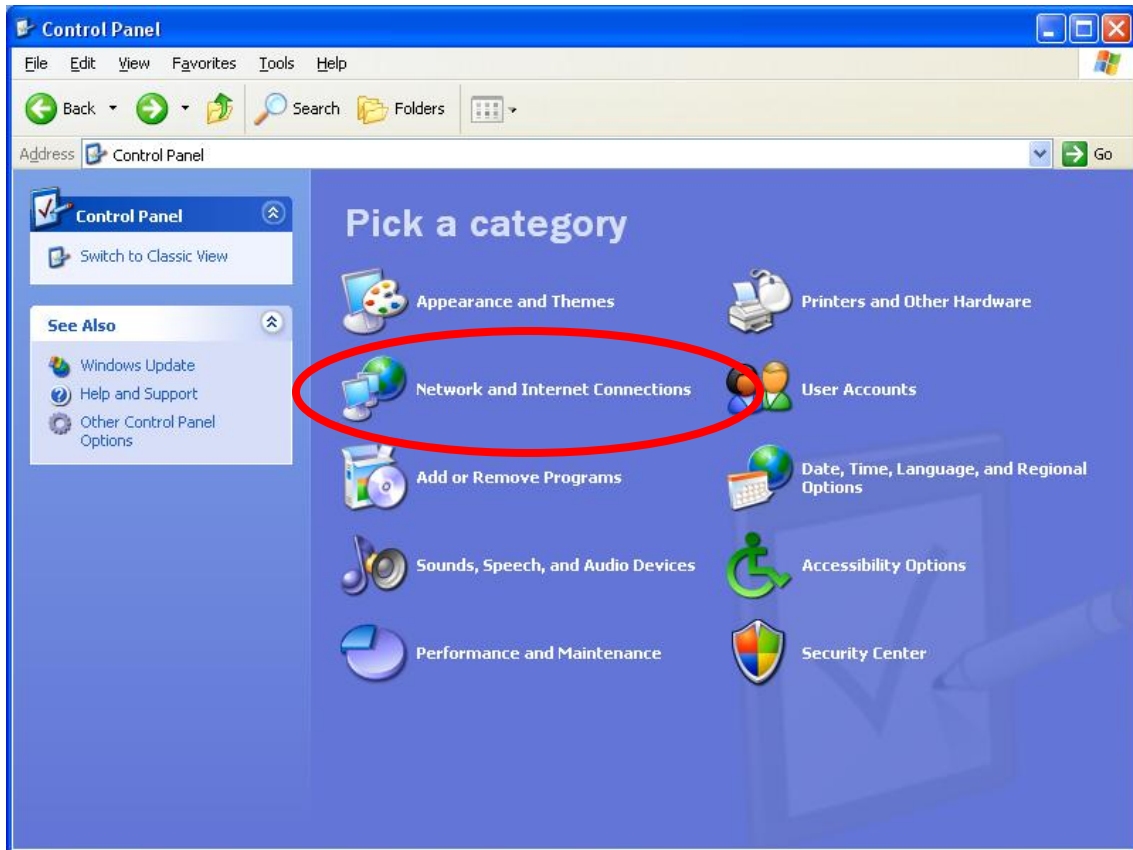 Control Panel
File Edit View Favorites Tools Help
Back Search Folders
Address Control Panel Go
Control Panel
Switch to Classic View
See Also
Windows Update
Help and Support
Other Control Panel
Options
Pick a category
Appearance and Themes
Printers and Other Hardware
Network and Internet Connections
User Accounts
Add or Remove Programs
Date, Time, Language, and Regional
Options
Sounds, Speech, and Audio Devices
Accessibility Options
Performance and Maintenance
Security Center